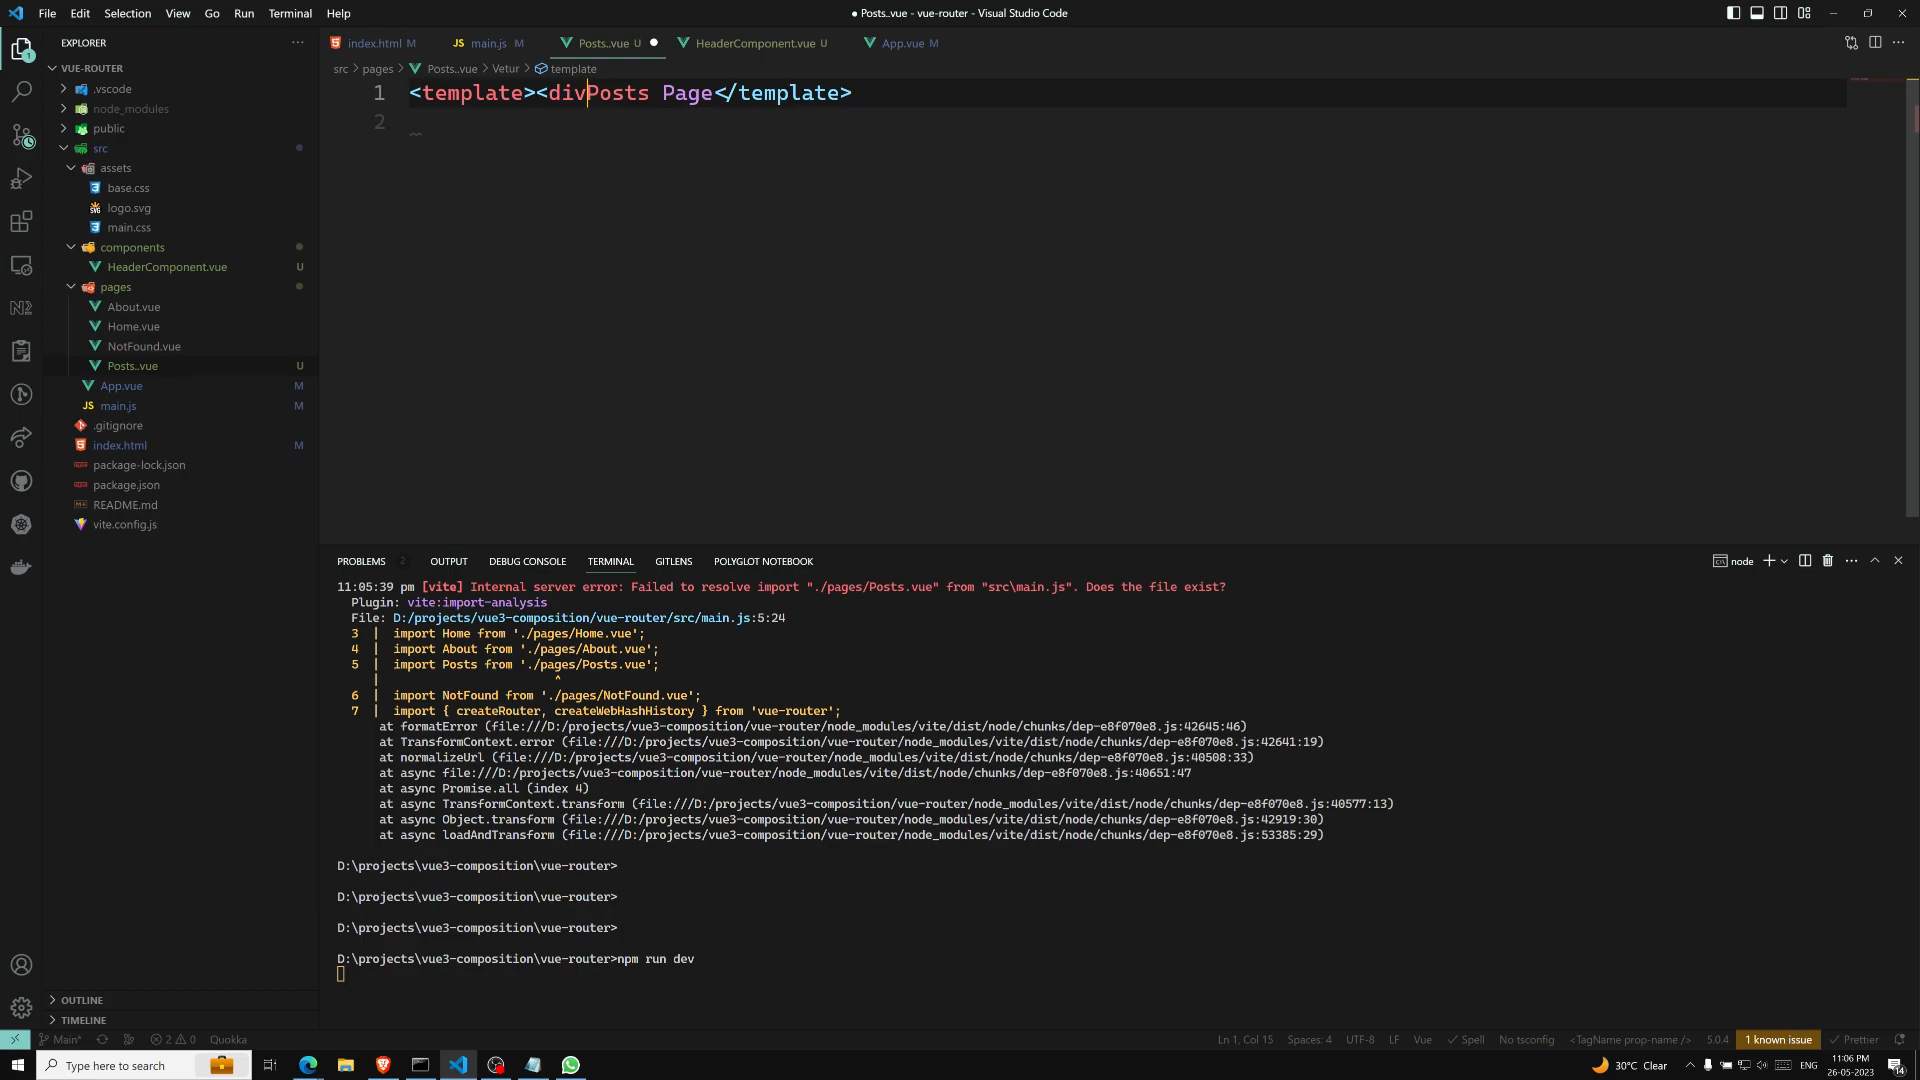 File Edit Selection View Go Run Terminal Help
● Posts..vue - vue-router - Visual Studio Code
EXPLORER
index.html M
JS main.js M
Posts..vue U
HeaderComponent.vue U
App.vue M
VUE-ROUTER
src > pages > Posts..vue > Vetur > template
.vscode
node_modules
public
src
assets
base.css
logo.svg
main.css
components
HeaderComponent.vue U
pages
About.vue
Home.vue
NotFound.vue
Posts..vue U
App.vue M
JS main.js M
.gitignore
index.html M
package-lock.json
package.json
README.md
vite.config.js
OUTLINE
TIMELINE
1 <template><divPosts Page</template>
2
PROBLEMS 2 OUTPUT DEBUG CONSOLE TERMINAL GITLENS POLYGLOT NOTEBOOK
node
11:05:39 pm [vite] Internal server error: Failed to resolve import "./pages/Posts.vue" from "src\main.js". Does the file exist?
Plugin: vite:import-analysis
File: D:/projects/vue3-composition/vue-router/src/main.js:5:24
3 | import Home from './pages/Home.vue';
4 | import About from './pages/About.vue';
5 | import Posts from './pages/Posts.vue';
| ^
6 | import NotFound from './pages/NotFound.vue';
7 | import { createRouter, createWebHashHistory } from 'vue-router';
at formatError (file:///D:/projects/vue3-composition/vue-router/node_modules/vite/dist/node/chunks/dep-e8f070e8.js:42645:46)
at TransformContext.error (file:///D:/projects/vue3-composition/vue-router/node_modules/vite/dist/node/chunks/dep-e8f070e8.js:42641:19)
at normalizeUrl (file:///D:/projects/vue3-composition/vue-router/node_modules/vite/dist/node/chunks/dep-e8f070e8.js:40508:33)
at async file:///D:/projects/vue3-composition/vue-router/node_modules/vite/dist/node/chunks/dep-e8f070e8.js:40651:47
at async Promise.all (index 4)
at async TransformContext.transform (file:///D:/projects/vue3-composition/vue-router/node_modules/vite/dist/node/chunks/dep-e8f070e8.js:40577:13)
at async Object.transform (file:///D:/projects/vue3-composition/vue-router/node_modules/vite/dist/node/chunks/dep-e8f070e8.js:42919:30)
at async loadAndTransform (file:///D:/projects/vue3-composition/vue-router/node_modules/vite/dist/node/chunks/dep-e8f070e8.js:53385:29)
D:\projects\vue3-composition\vue-router>
D:\projects\vue3-composition\vue-router>
D:\projects\vue3-composition\vue-router>
D:\projects\vue3-composition\vue-router>npm run dev
Main* 2 0 Quokka
Ln 1, Col 15 Spaces: 4 UTF-8 LF Vue Spell No tsconfig <TagName prop-name /> 5.0.4 1 known issue Prettier
Type here to search
30°C Clear
ENG
11:06 PM
26-05-2023
14